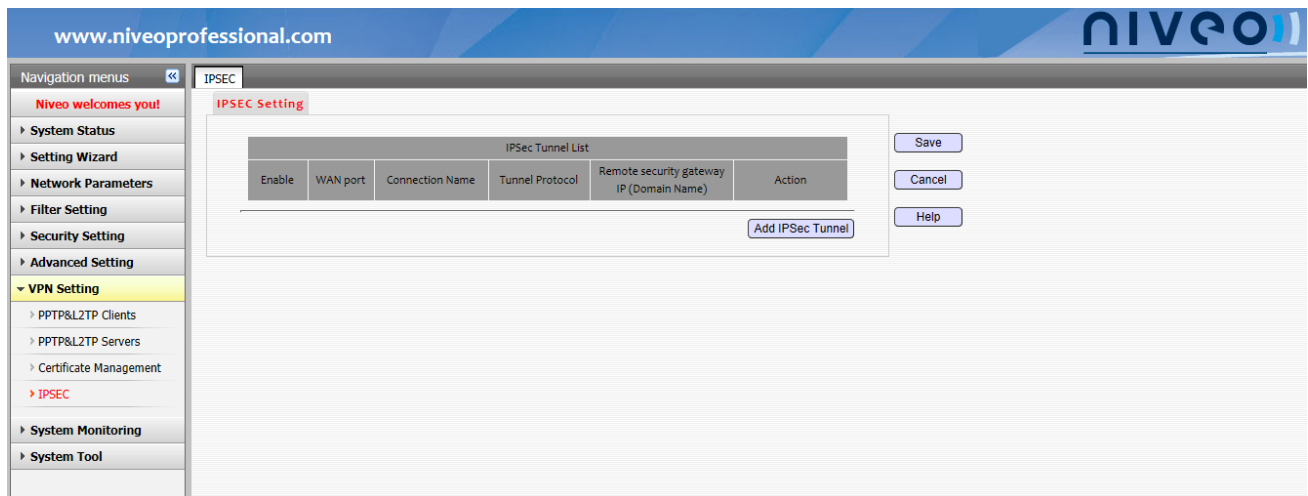 www.niveoprofessional.com
niveo
Navigation menus
IPSEC
Niveo welcomes you!
System Status
Setting Wizard
Network Parameters
Filter Setting
Security Setting
Advanced Setting
VPN Setting
PPTP&L2TP Clients
PPTP&L2TP Servers
Certificate Management
IPSEC
System Monitoring
System Tool
IPSEC Setting
IPSec Tunnel List
Enable WAN port Connection Name Tunnel Protocol Remote security gateway IP (Domain Name) Action
Add IPSec Tunnel
Save
Cancel
Help